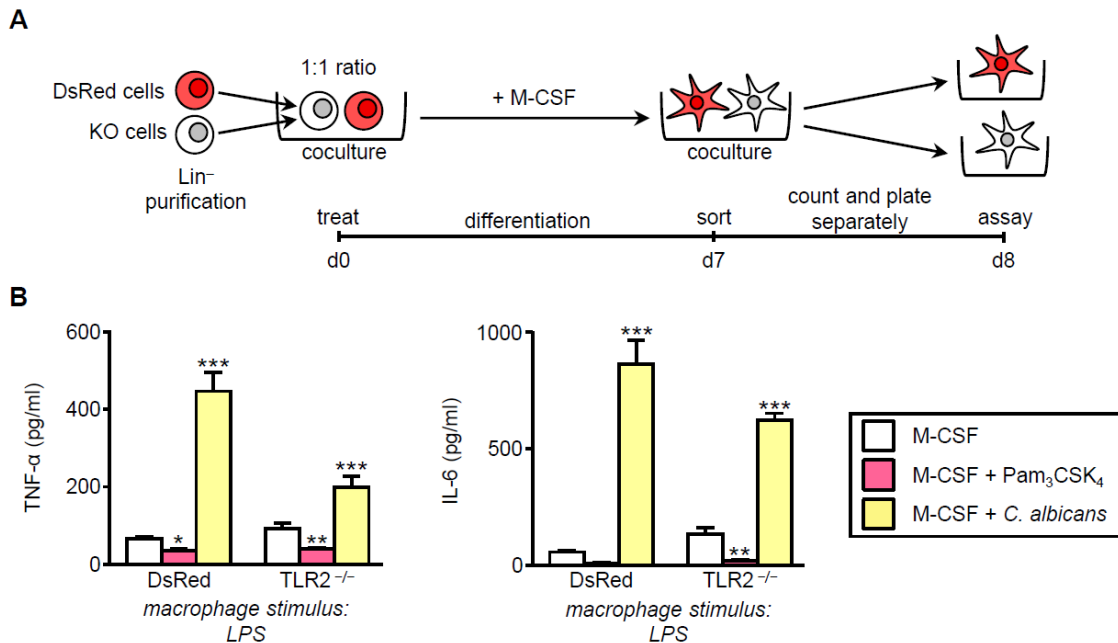 A
DsRed cells
KO cells
Lin–
purification
1:1 ratio
coculture
+ M-CSF
coculture
treat
differentiation
sort
count and plate
separately
assay
d0
d7
d8
B
TNF-α (pg/ml)
600
400
200
0
*
***
**
***
DsRed
TLR2 –/–
macrophage stimulus:
LPS
IL-6 (pg/ml)
1000
500
0
***
**
***
DsRed
TLR2 –/–
macrophage stimulus:
LPS
M-CSF
M-CSF + Pam3CSK4
M-CSF + C. albicans